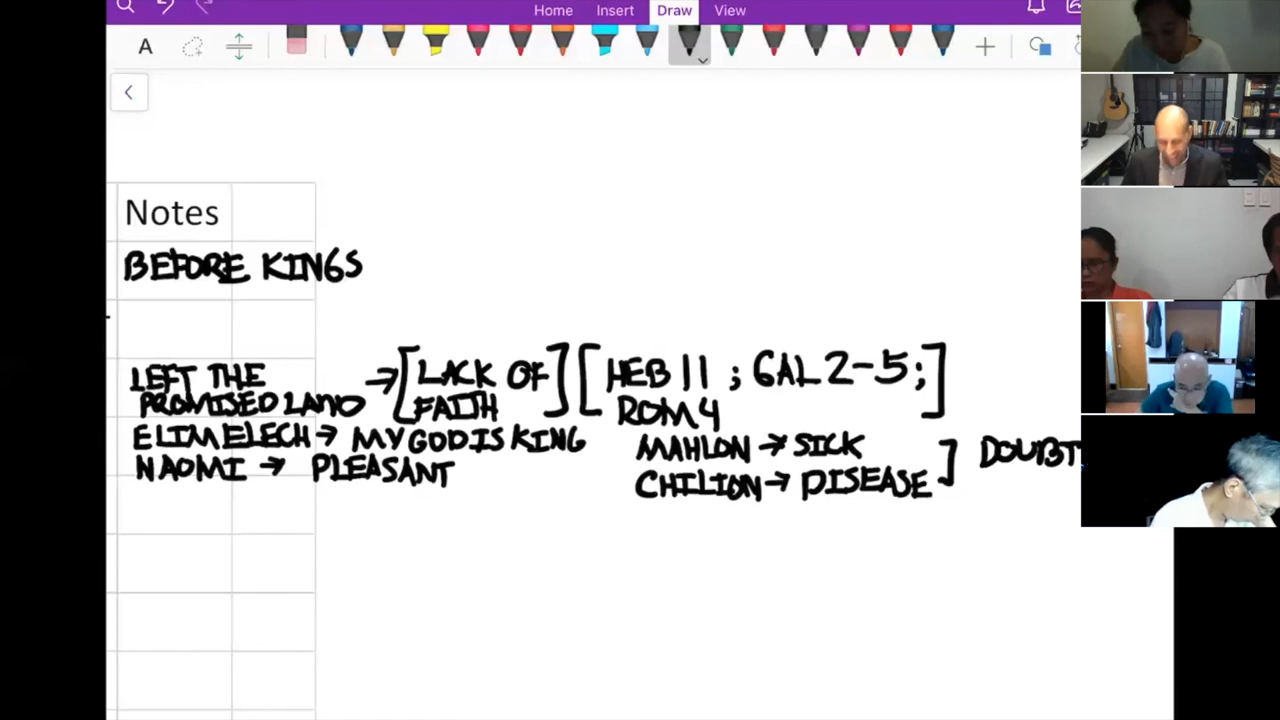 Home Insert Draw View
A
Notes
BEFORE KINGS
LEFT THE → [LACK OF] [HEB 11 ; GAL 2-5;]
PROMISED LAND FAITH ROM 4
ELIMELECH → MY GOD IS KING MAHLON → SICK ] DOUBT
NAOMI → PLEASANT CHILION → DISEASE